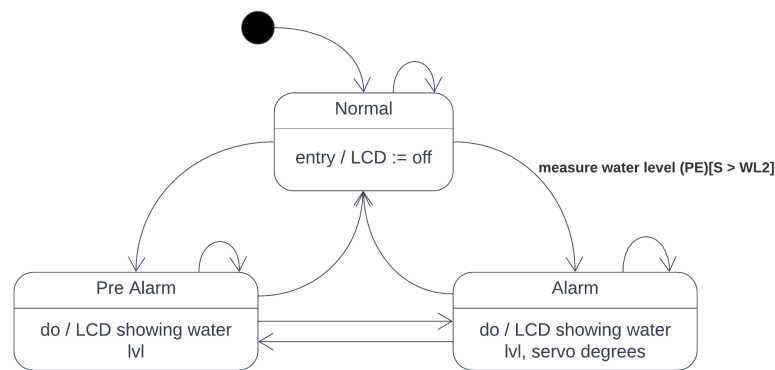 Normal
entry / LCD := off
measure water level (PE)[S > WL2]
Pre Alarm
do / LCD showing water
lvl
Alarm
do / LCD showing water
lvl, servo degrees